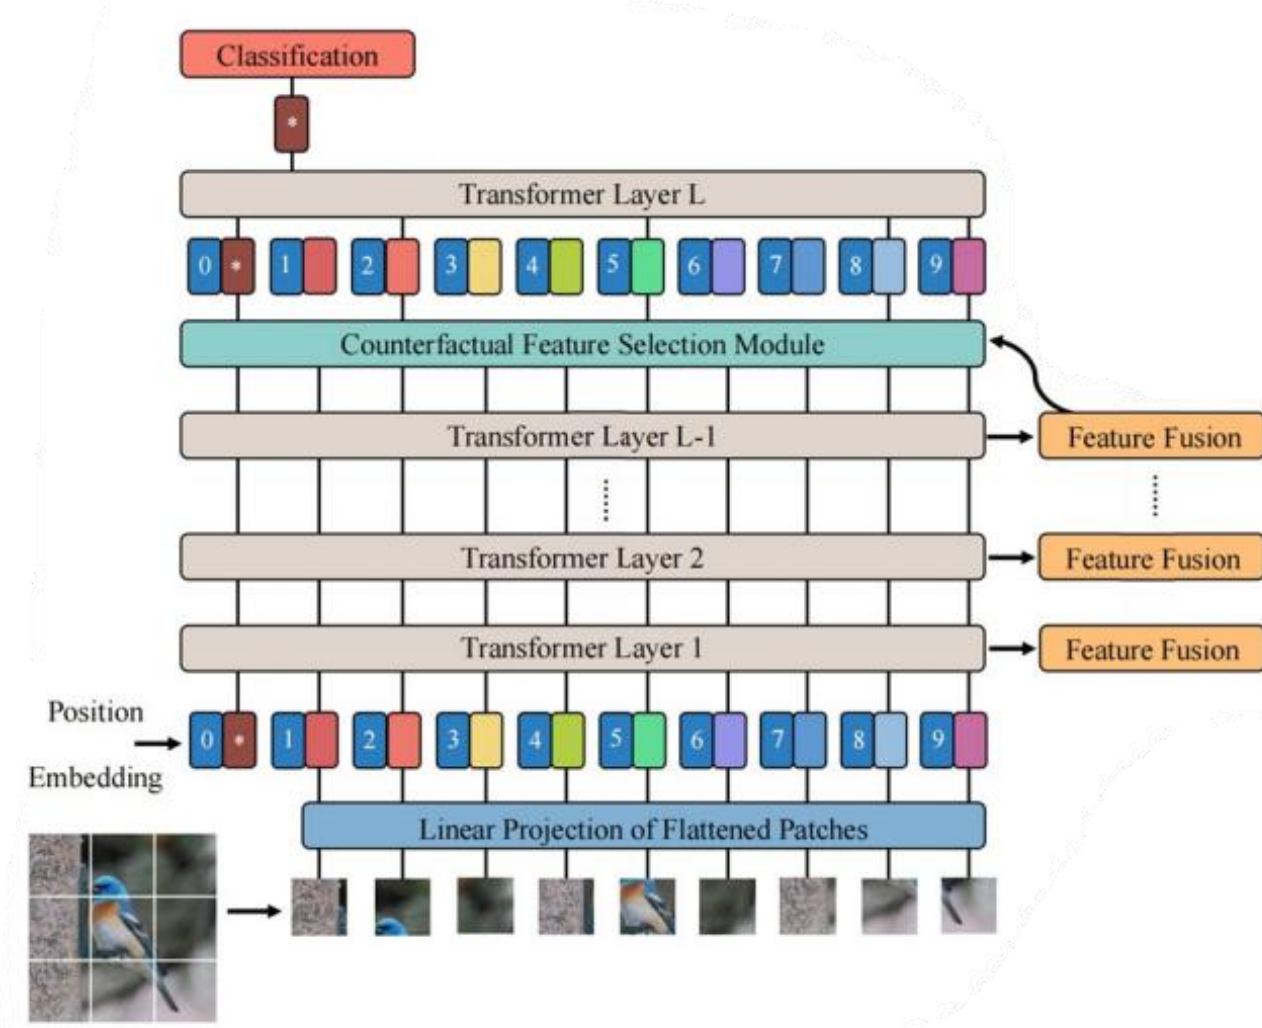 Classification
*
Transformer Layer L
0 * 1 2 3 4 5 6 7 8 9
Counterfactual Feature Selection Module
Transformer Layer L-1
Feature Fusion
Transformer Layer 2
Feature Fusion
Transformer Layer 1
Feature Fusion
Position
Embedding
0 * 1 2 3 4 5 6 7 8 9
Linear Projection of Flattened Patches